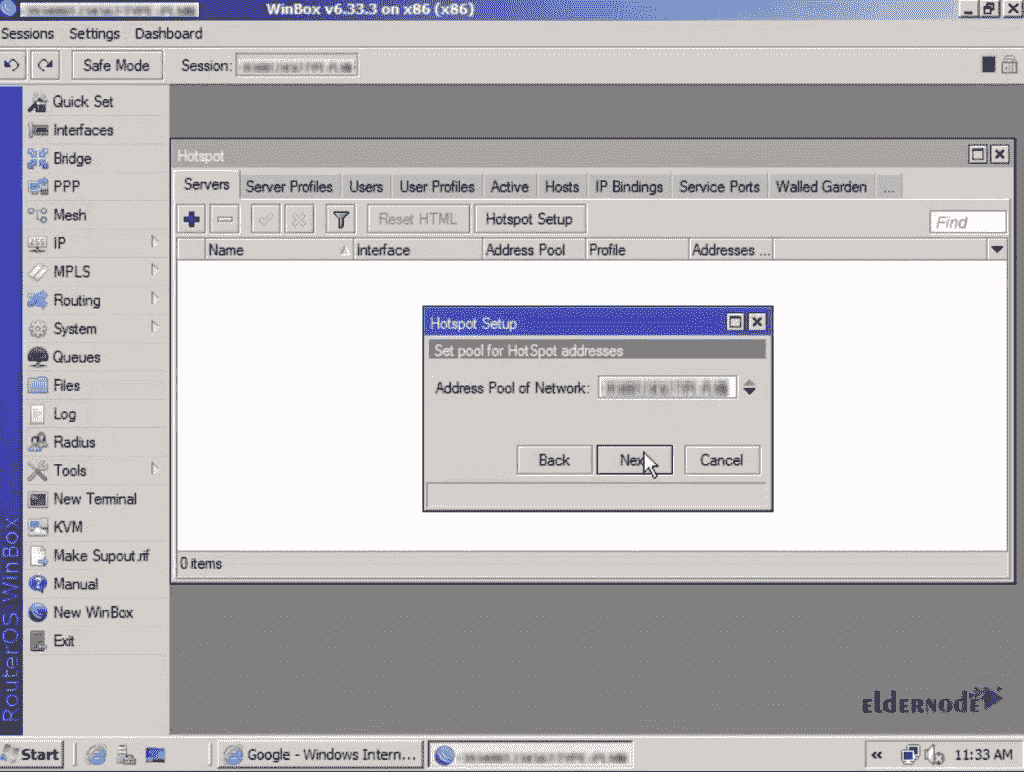 WinBox v6.33.3 on x86 (x86)
Sessions Settings Dashboard
Safe Mode Session:
Quick Set
Interfaces
Bridge
PPP
Mesh
IP
MPLS
Routing
System
Queues
Files
Log
Radius
Tools
New Terminal
KVM
Make Supout.rif
Manual
New WinBox
Exit
RouterOS WinBox
Hotspot
Servers Server Profiles Users User Profiles Active Hosts IP Bindings Service Ports Walled Garden ...
Reset HTML Hotspot Setup Find
Name Interface Address Pool Profile Addresses ...
Hotspot Setup
Set pool for HotSpot addresses
Address Pool of Network:
Back Next Cancel
0 items
eldernode
Start Google - Windows Intern... « 11:33 AM